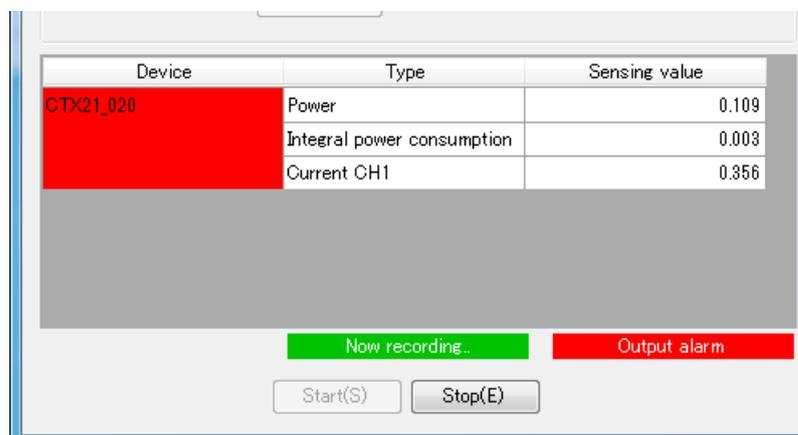 Device Type Sensing value
CTX21_020 Power 0.109
Integral power consumption 0.003
Current CH1 0.356
Now recording.. Output alarm
Start(S) Stop(E)